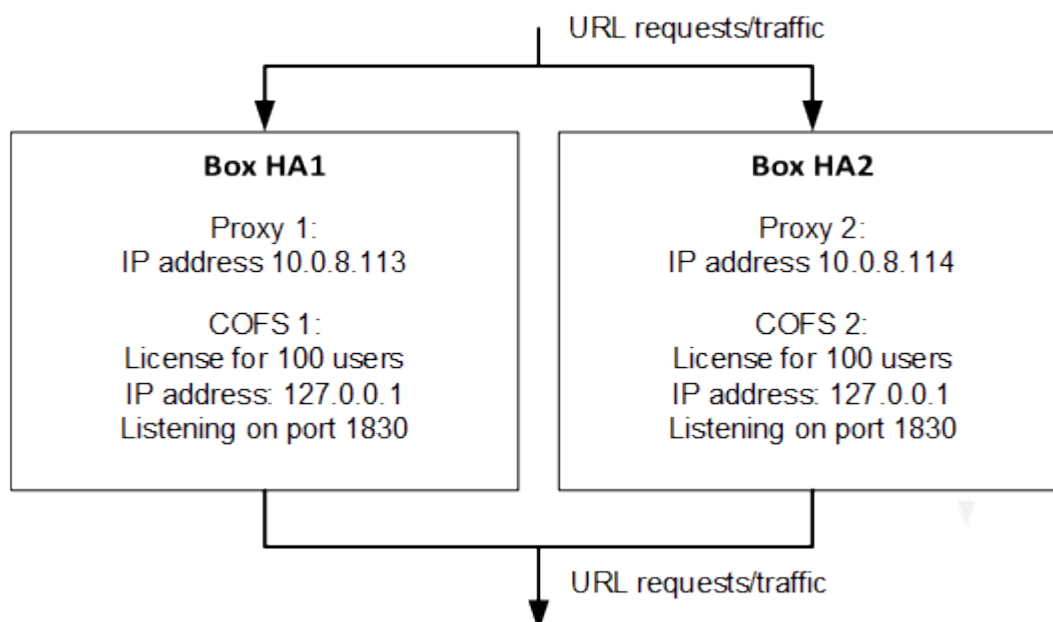 URL requests/traffic
Box HA1
Proxy 1:
IP address 10.0.8.113
COFS 1:
License for 100 users
IP address: 127.0.0.1
Listening on port 1830
Box HA2
Proxy 2:
IP address 10.0.8.114
COFS 2:
License for 100 users
IP address: 127.0.0.1
Listening on port 1830
URL requests/traffic